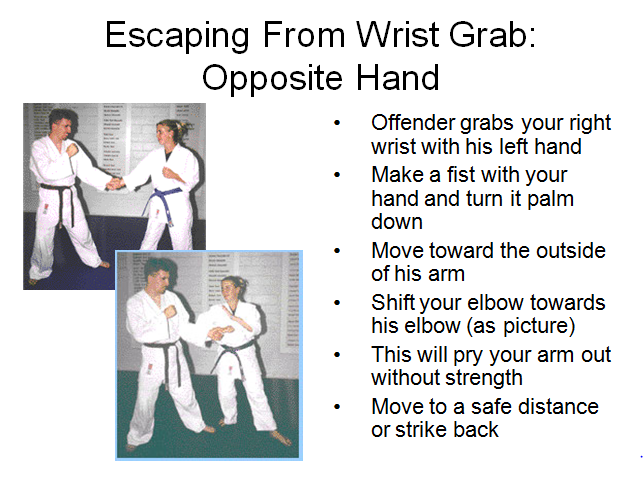 Escaping From Wrist Grab:
Opposite Hand
• Offender grabs your right
wrist with his left hand
• Make a fist with your
hand and turn it palm
down
• Move toward the outside
of his arm
• Shift your elbow towards
his elbow (as picture)
• This will pry your arm out
without strength
• Move to a safe distance
or strike back